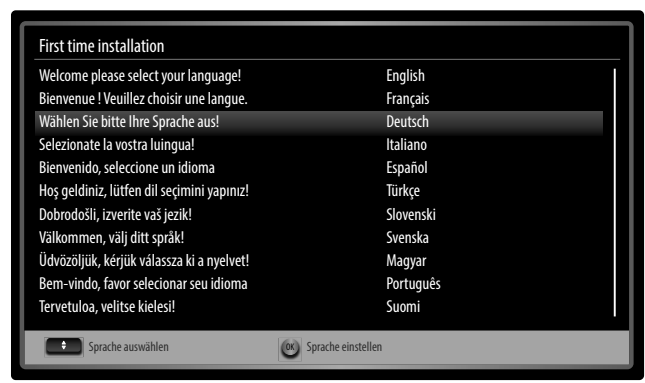 First time installation
Welcome please select your language! English
Bienvenue ! Veuillez choisir une langue. Français
Wählen Sie bitte Ihre Sprache aus! Deutsch
Selezionate la vostra luingua! Italiano
Bienvenido, seleccione un idioma Español
Hoş geldiniz, lütfen dil seçimini yapınız! Türkçe
Dobrodošli, izverite vaš jezik! Slovenski
Välkommen, välj ditt språk! Svenska
Üdvözöljük, kérjük válassza ki a nyelvet! Magyar
Bem-vindo, favor selecionar seu idioma Português
Tervetuloa, velitse kielesi! Suomi
Sprache auswählen OK Sprache einstellen